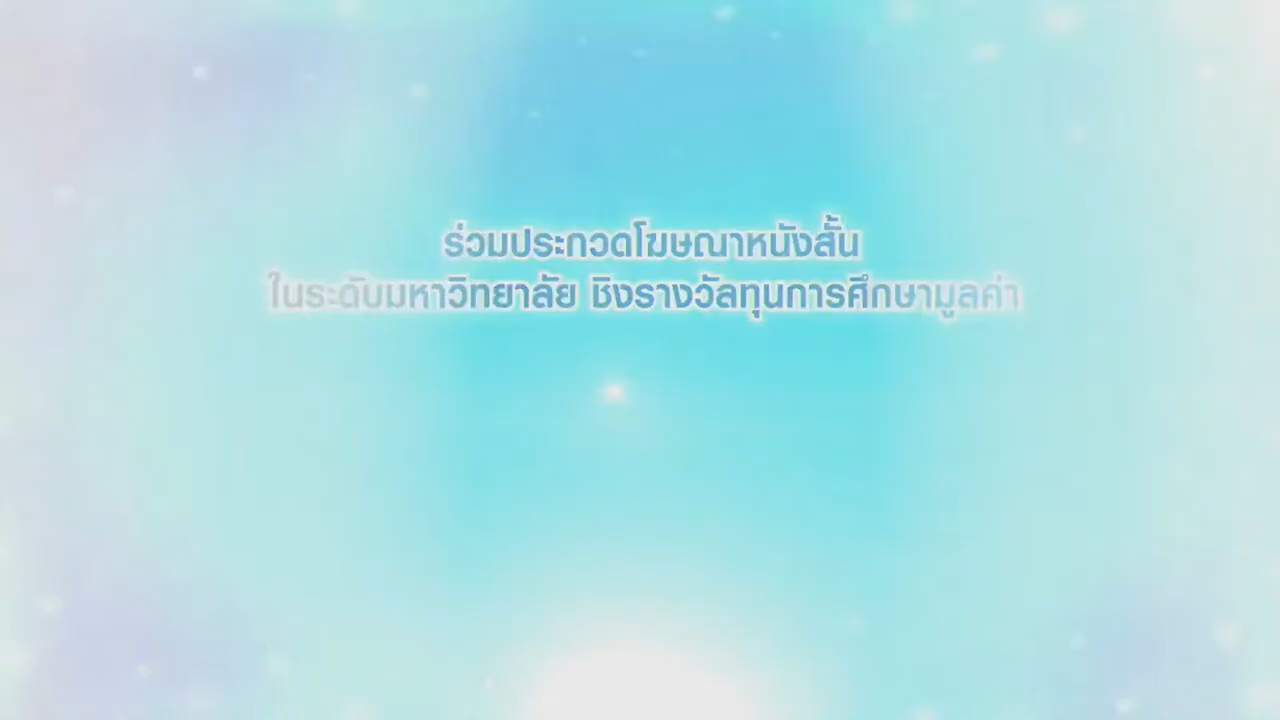 ร่วมประกวดโฆษณาหนังสั้น
ในระดับมหาวิทยาลัย ชิงรางวัลทุนการศึกษามูลค่า